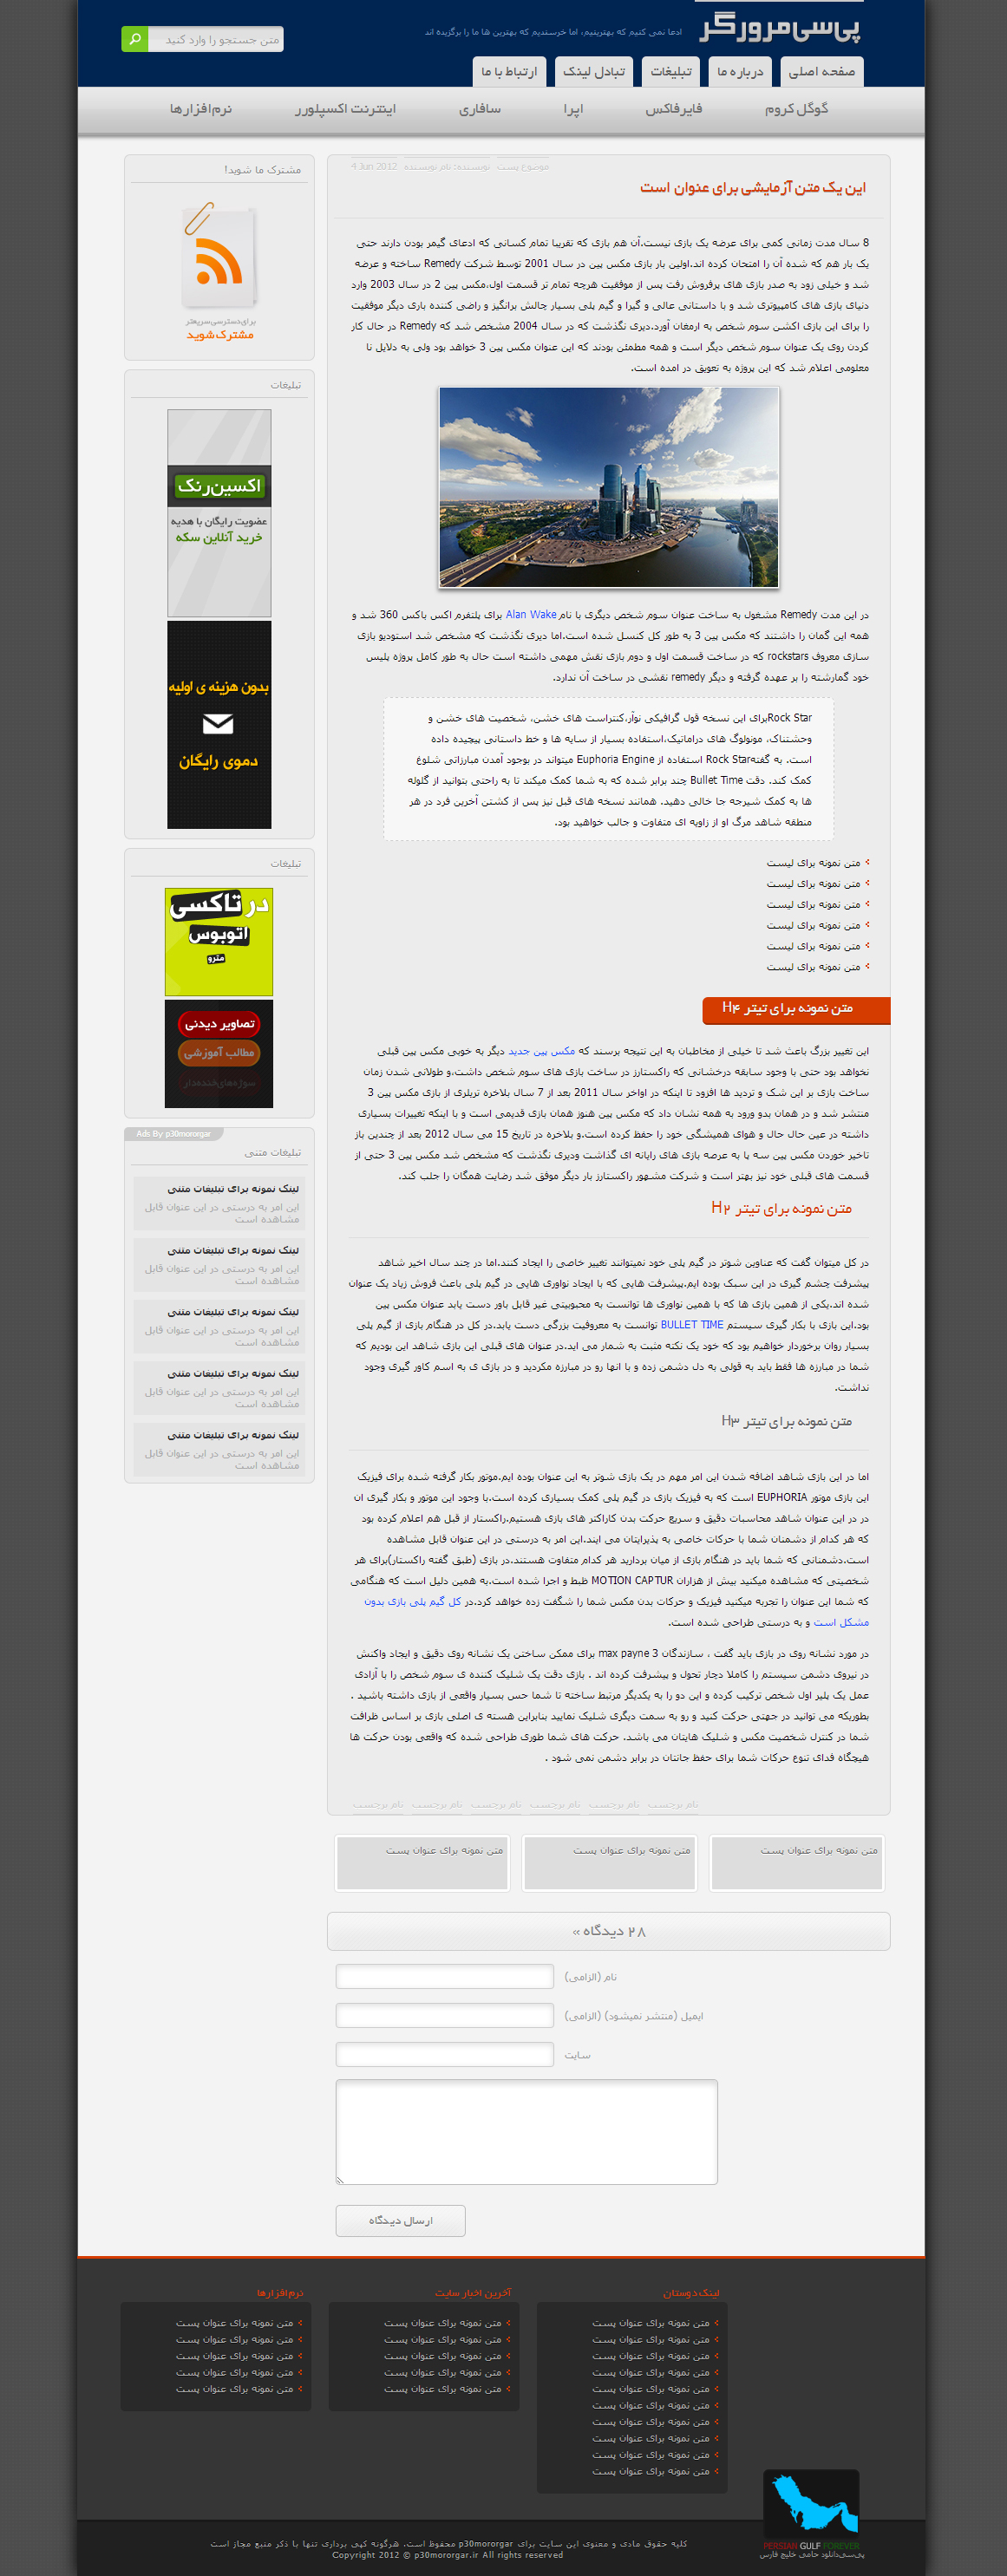 پی‌سی‌مرورگر
ادعا نمی کنیم که بهترینیم، اما خرسندیم که بهترین ها ما را برگزیده اند
متن جستجو را وارد کنید
صفحه اصلی
درباره ما
تبلیغات
تبادل لینک
ارتباط با ما
گوگل کروم
فایرفاکس
اپرا
سافاری
اینترنت اکسپلورر
نرم‌افزارها
موضوع پست
نویسنده: نام نویسنده
4 Jun 2012
این یک متن آزمایشی برای عنوان است
8 سال مدت زمانی کمی برای عرضه یک بازی نیست.آن هم بازی که تقریبا تمام کسانی که ادعای گیمر بودن دارند حتی
یک بار هم که شده آن را امتحان کرده اند.اولین بار بازی مکس پین در سال 2001 توسط شرکت Remedy ساخته و عرضه
شد و خیلی زود به صدر بازی های پرفروش رفت پس از موفقیت هرچه تمام تر قسمت اول،مکس پین 2 در سال 2003 وارد
دنیای بازی های کامپیوتری شد و با داستانی عالی و گیرا و گیم پلی بسیار چالش برانگیز و راضی کننده باری دیگر موفقیت
را برای این بازی اکشن سوم شخص به ارمغان آورد.دیری نگذشت که در سال 2004 مشخص شد که Remedy در حال کار
کردن روی یک عنوان سوم شخص دیگر است و همه مطمئن بودند که این عنوان مکس پین 3 خواهد بود ولی به دلایل نا
معلومی اعلام شد که این پروژه به تعویق در امده است.
در این مدت Remedy مشغول به ساخت عنوان سوم شخص دیگری با نام Alan Wake برای پلتفرم اکس باکس 360 شد و
همه این گمان را داشتند که مکس پین 3 به طور کل کنسل شده است.اما دیری نگذشت که مشخص شد استودیو بازی
سازی معروف rockstars که در ساخت قسمت اول و دوم بازی نقش مهمی داشته است حال به طور کامل پروژه پلیس
خود گمارشته را بر عهده گرفته و دیگر remedy نقشی در ساخت آن ندارد.
Rock Starبرای این نسخه قول گرافیکی نوآر،کنتراست های خشن، شخصیت های خشن و
وحشتناک، مونولوگ های دراماتیک،استفاده بسیار از سایه ها و خط داستانی پیچیده داده
است. به گفتهRock Star استفاده از Euphoria Engine میتواند در بوجود آمدن مبارزاتی شلوغ
کمک کند. دقت Bullet Time چند برابر شده که به شما کمک میکند تا به راحتی بتوانید از گلوله
ها به کمک شیرجه جا خالی دهید. همانند نسخه های قبل نیز پس از کشتن آخرین فرد در هر
منطقه شاهد مرگ او از زاویه ای متفاوت و جالب خواهید بود.
متن نمونه برای لیست
متن نمونه برای لیست
متن نمونه برای لیست
متن نمونه برای لیست
متن نمونه برای لیست
متن نمونه برای لیست
متن نمونه برای تیتر H۴
این تغییر بزرگ باعث شد تا خیلی از مخاطبان به این نتیجه برسند که مکس پین جدید دیگر به خوبی مکس پین قبلی
نخواهد بود حتی با وجود سابقه درخشانی که راکستارز در ساخت بازی های سوم شخص داشت،و طولانی شدن زمان
ساخت بازی بر این شک و تردید ها افزود تا اینکه در اواخر سال 2011 بعد از 7 سال بلاخره تریلری از بازی مکس پین 3
منتشر شد و در همان بدو ورود به همه نشان داد که مکس پین هنوز همان بازی قدیمی است و با اینکه تغییرات بسیاری
داشته در عین حال حال و هوای همیشگی خود را حفظ کرده است.و بلاخره در تاریخ 15 می سال 2012 بعد از چندین باز
تاخیر خوردن مکس پین سه پا به عرصه بازی های رایانه ای گذاشت ودیری نگذشت که مشخص شد مکس پین 3 حتی از
قسمت های قبلی خود نیز بهتر است و شرکت مشهور راکستارز بار دیگر موفق شد رضایت همگان را جلب کند.
متن نمونه برای تیتر H۲
در کل میتوان گفت که عناوین شوتر در گیم پلی خود نمیتوانند تغییر خاصی را ایجاد کنند.اما در چند سال اخیر شاهد
پیشرفت چشم گیری در این سبک بوده ایم.پیشرفت هایی که با ایجاد نواوری هایی در گیم پلی باعث فروش زیاد یک عنوان
شده اند.یکی از همین بازی ها که با همین نواوری ها توانست به محبوبیتی غیر قابل باور دست یابد عنوان مکس پین
بود.این بازی با بکار گیری سیستم BULLET TIME توانست به معروفیت بزرگی دست یابد.در کل در هنگام بازی از گیم پلی
بسیار روان برخوردار خواهیم بود که خود یک نکته مثبت به شمار می اید.در عنوان های قبلی این بازی شاهد این بودیم که
شما در مبارزه ها فقط باید به قولی به دل دشمن زده و با انها رو در مبارزه مکردید و در بازی ی به اسم کاور گیری وجود
نداشت.
متن نمونه برای تیتر H۳
اما در این بازی شاهد اضافه شدن این امر مهم در یک بازی شوتر به این عنوان بوده ایم.موتور بکار گرفته شده برای فیزیک
این بازی موتور EUPHORIA است که به فیزیک بازی در گیم پلی کمک بسیاری کرده است.با وجود این موتور و بکار گیری ان
در در این عنوان شاهد محاسبات دقیق و سریع حرکت بدن کاراکتر های بازی هستیم.راکستار از قبل هم اعلام کرده بود
که هر کدام از دشمنان شما با حرکات خاصی به پذیرایتان می ایند.این امر به درستی در این عنوان قابل مشاهده
است.دشمنانی که شما باید در هنگام بازی از میان بردارید هر کدام متفاوت هستند.در بازی (طبق گفته راکستار)برای هر
شخصیتی که مشاهده میکنید بیش از هزاران MOTION CAPTUR ظبط و اجرا شده است.به همین دلیل است که هنگامی
که شما این عنوان را تجربه میکنید فیزیک و حرکات بدن مکس شما را شگفت زده خواهد کرد.در کل گیم پلی بازی بدون
مشکل است و به درستی طراحی شده است.
در مورد نشانه روی در بازی باید گفت ، سازندگان max payne 3 برای ممکن ساختن یک نشانه روی دقیق و ایجاد واکنش
در نیروی دشمن سیستم را کاملا دچار تحول و پیشرفت کرده اند . بازی دقت یک شلیک کننده ی سوم شخص را با آزادی
عمل یک پلیر اول شخص ترکیب کرده و این دو را به یکدیگر مرتبط ساخته تا شما حس بسیار واقعی از بازی داشته باشید .
بطوریکه می توانید در جهتی حرکت کنید و رو به سمت دیگری شلیک نمایید بنابراین هسته ی اصلی بازی بر اساس ظرافت
شما در کنترل شخصیت مکس و شلیک هایتان می باشد. حرکت های شما طوری طراحی شده که واقعی بودن حرکت ها
هیچگاه فدای تنوع حرکات شما برای حفظ جانتان در برابر دشمن نمی شود .
نام برچسب نام برچسب نام برچسب نام برچسب نام برچسب نام برچسب
متن نمونه برای عنوان پست
متن نمونه برای عنوان پست
متن نمونه برای عنوان پست
۲۸ دیدگاه »
نام (الزامی)
ایمیل (منتشر نمیشود) (الزامی)
سایت
ارسال دیدگاه
مشترک ما شوید!
برای دسترسی سریعتر
مشترک شوید
تبلیغات
اکسین‌رنک
عضویت رایگان با هدیه
خرید آنلاین سکه
بدون هزینه ی اولیه
دموی رایگان
تبلیغات
در تاکسی
اتوبوس
مترو
تصاویر دیدنی
مطالب آموزشی
سوژه‌های خنده‌دار
Ads By p30mororgar
تبلیغات متنی
لینک نمونه برای تبلیغات متنی
این امر به درستی در این عنوان قابل
مشاهده است
لینک نمونه برای تبلیغات متنی
این امر به درستی در این عنوان قابل
مشاهده است
لینک نمونه برای تبلیغات متنی
این امر به درستی در این عنوان قابل
مشاهده است
لینک نمونه برای تبلیغات متنی
این امر به درستی در این عنوان قابل
مشاهده است
لینک نمونه برای تبلیغات متنی
این امر به درستی در این عنوان قابل
مشاهده است
لینک دوستان
متن نمونه برای عنوان پست
متن نمونه برای عنوان پست
متن نمونه برای عنوان پست
متن نمونه برای عنوان پست
متن نمونه برای عنوان پست
متن نمونه برای عنوان پست
متن نمونه برای عنوان پست
متن نمونه برای عنوان پست
متن نمونه برای عنوان پست
متن نمونه برای عنوان پست
آخرین اخبار سایت
متن نمونه برای عنوان پست
متن نمونه برای عنوان پست
متن نمونه برای عنوان پست
متن نمونه برای عنوان پست
متن نمونه برای عنوان پست
نرم‌افزارها
متن نمونه برای عنوان پست
متن نمونه برای عنوان پست
متن نمونه برای عنوان پست
متن نمونه برای عنوان پست
متن نمونه برای عنوان پست
PERSIAN GULF FOREVER
پی‌سی‌دانلود حامی خلیج فارس
کلیه حقوق مادی و معنوی این سایت برای p30mororgar محفوظ است. هرگونه کپی برداری تنها با ذکر منبع مجاز است
Copyright 2012 © p30mororgar.ir All rights reserved